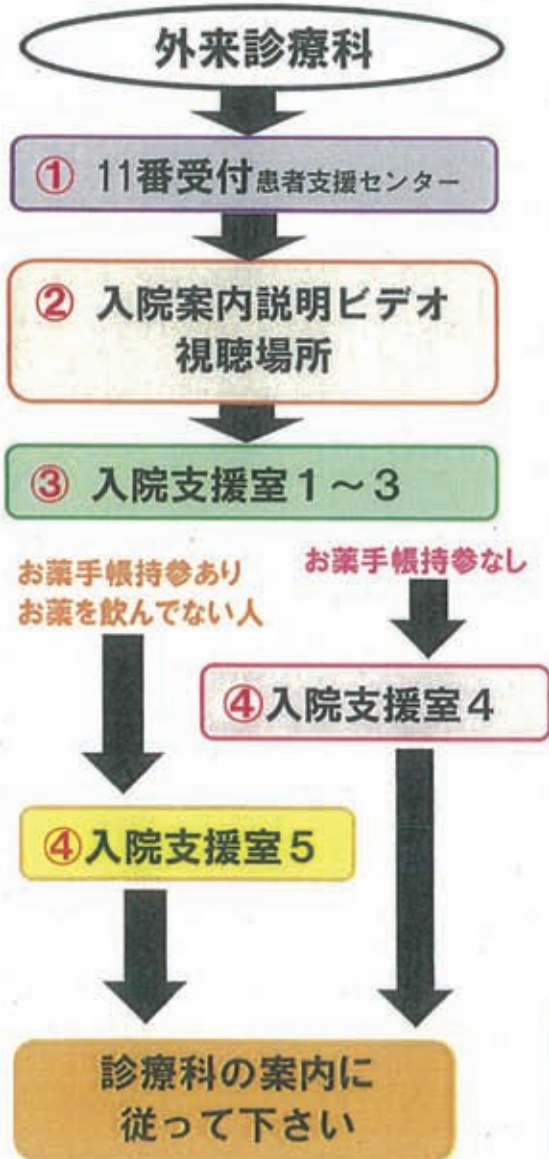 外来診療科
① 11番受付患者支援センター
② 入院案内説明ビデオ
視聴場所
③ 入院支援室1～3
お薬手帳持参あり
お薬を飲んでない人
お薬手帳持参なし
④入院支援室4
④入院支援室5
診療科の案内に
従って下さい